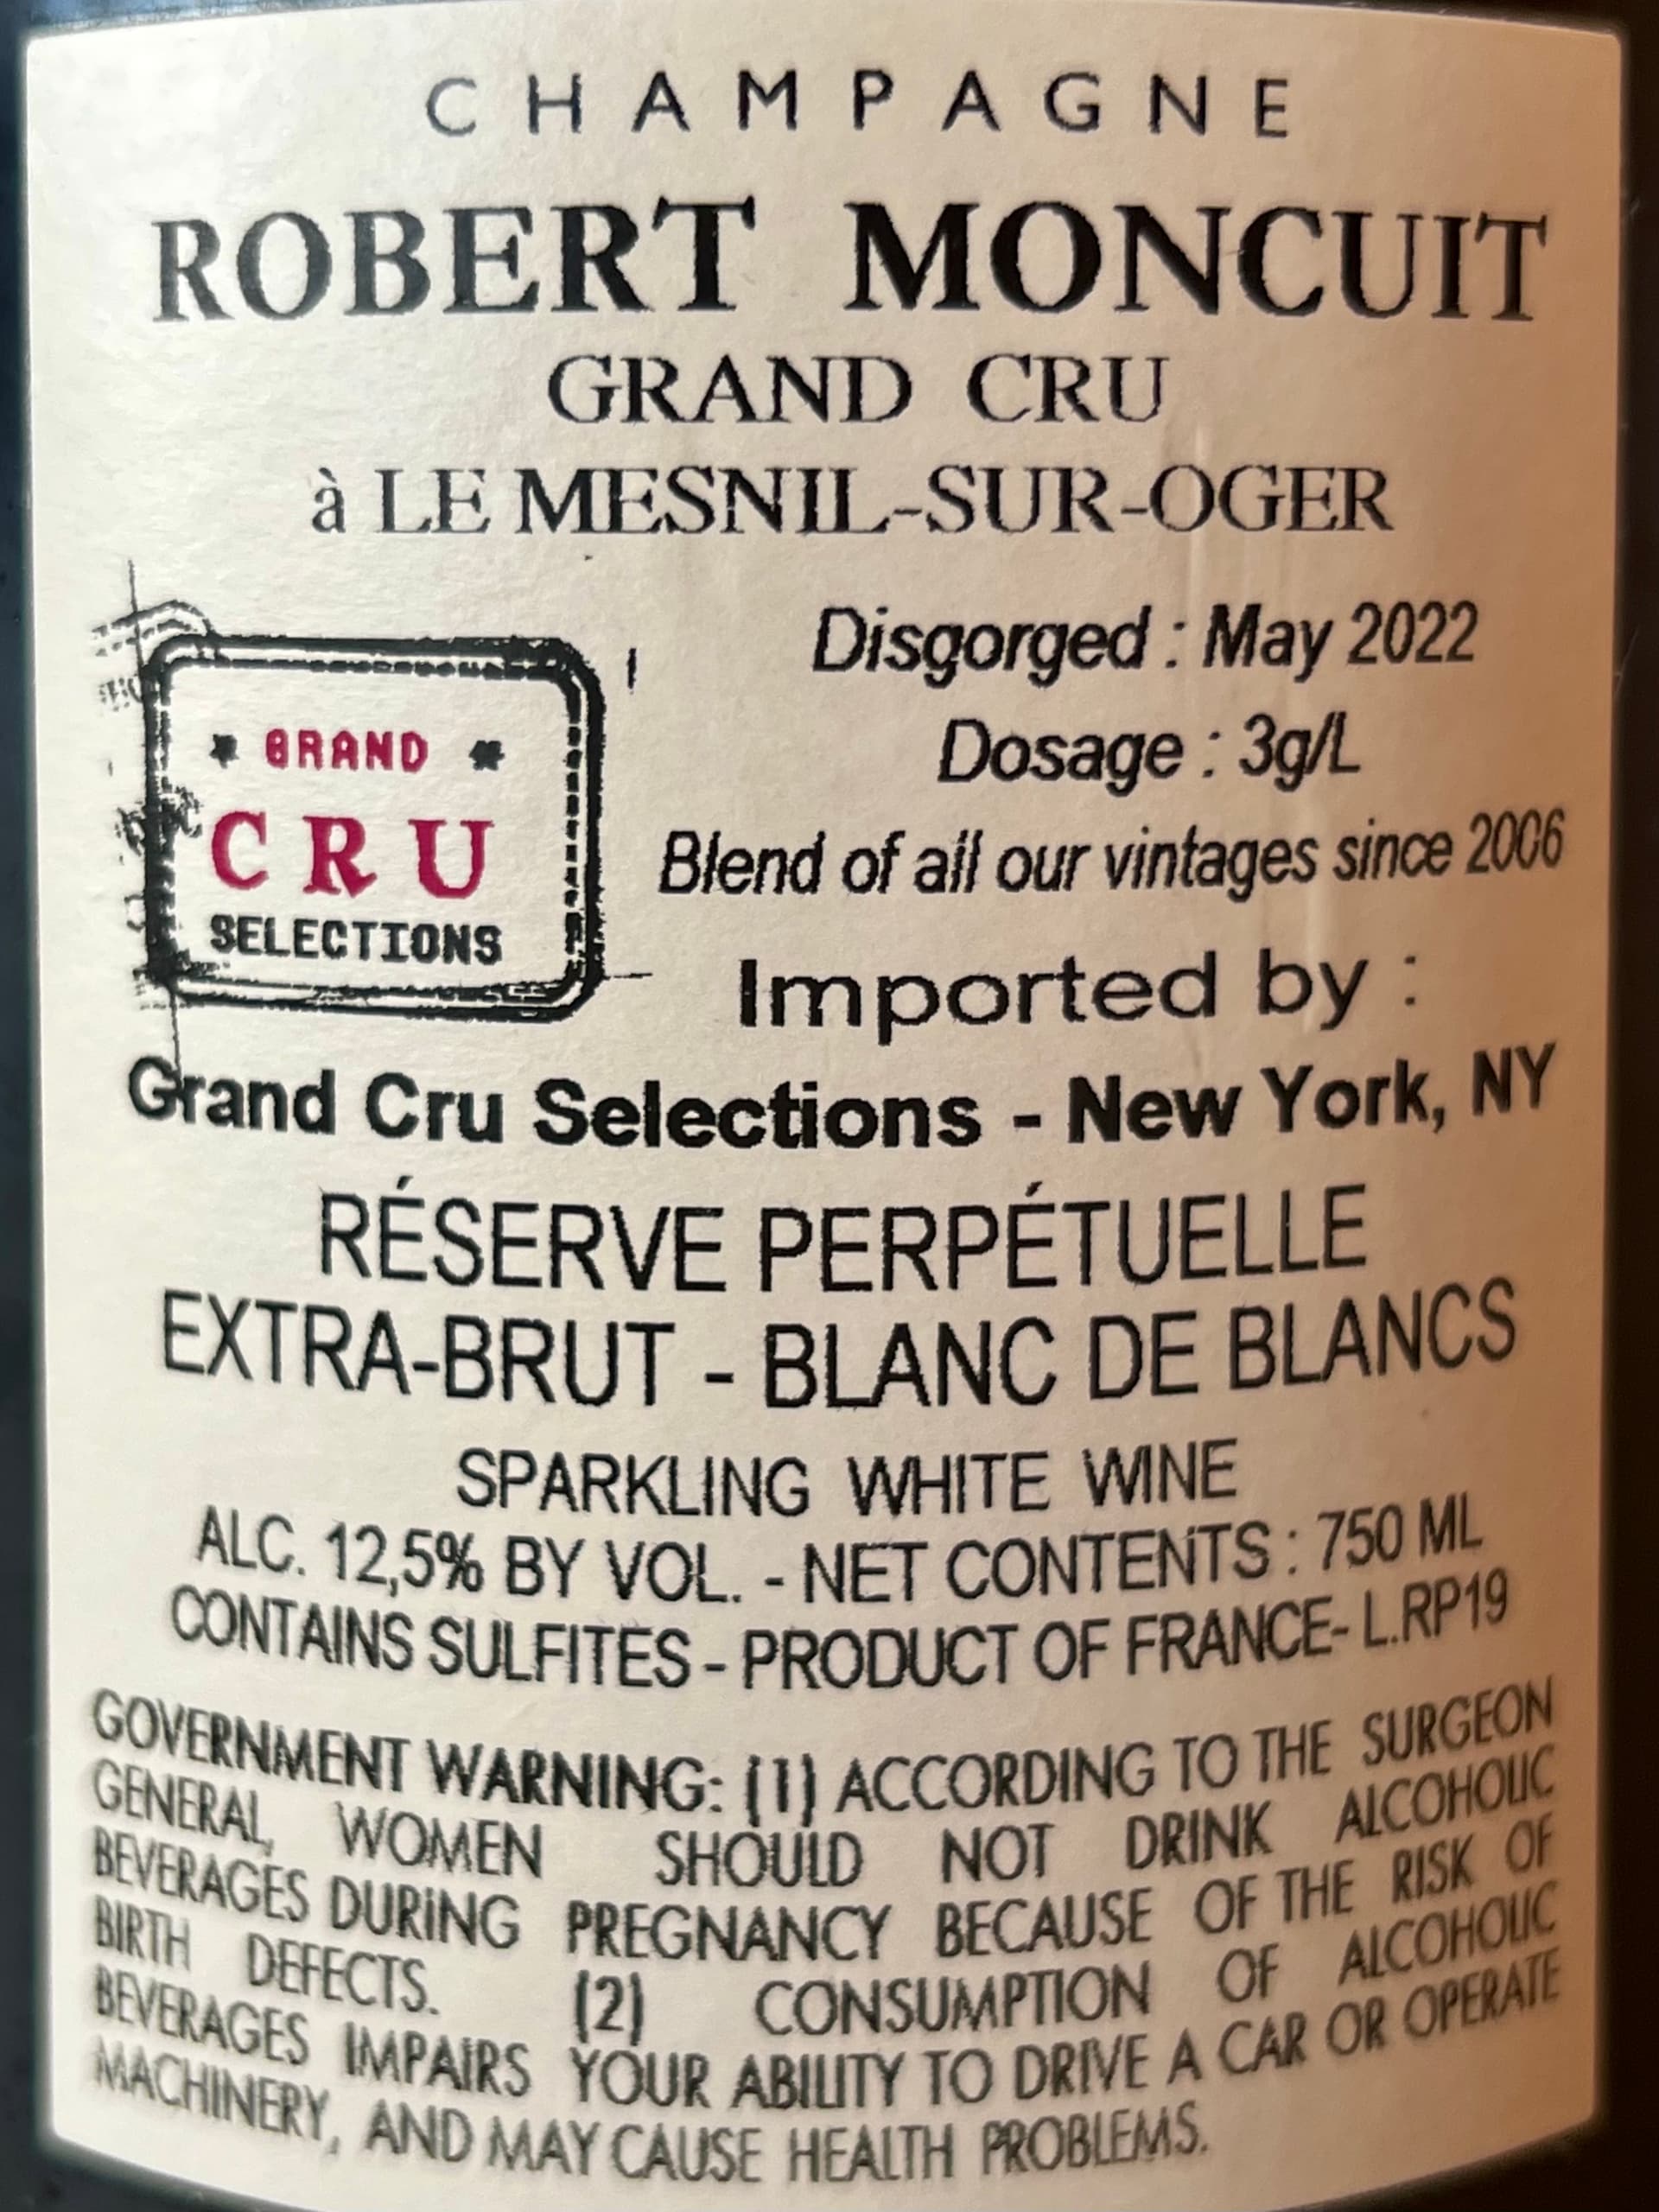 CHAMPAGNE
ROBERT MONCUIT
GRAND CRU
à LE MESNIL-SUR-OGER
GRAND
CRU
SELECTIONS
Disgorged : May 2022
Dosage : 3g/L
Blend of all our vintages since 2006
Imported by :
Grand Cru Selections - New York, NY
RÉSERVE PERPÉTUELLE
EXTRA-BRUT - BLANC DE BLANCS
SPARKLING WHITE WINE
ALC. 12,5% BY VOL. - NET CONTENTS : 750 ML
CONTAINS SULFITES - PRODUCT OF FRANCE- L.RP19
GOVERNMENT WARNING: (1) ACCORDING TO THE SURGEON
GENERAL, WOMEN SHOULD NOT DRINK ALCOHOLIC
BEVERAGES DURING PREGNANCY BECAUSE OF THE RISK OF
BIRTH DEFECTS. (2) CONSUMPTION OF ALCOHOLIC
BEVERAGES IMPAIRS YOUR ABILITY TO DRIVE A CAR OR OPERATE
MACHINERY, AND MAY CAUSE HEALTH PROBLEMS.